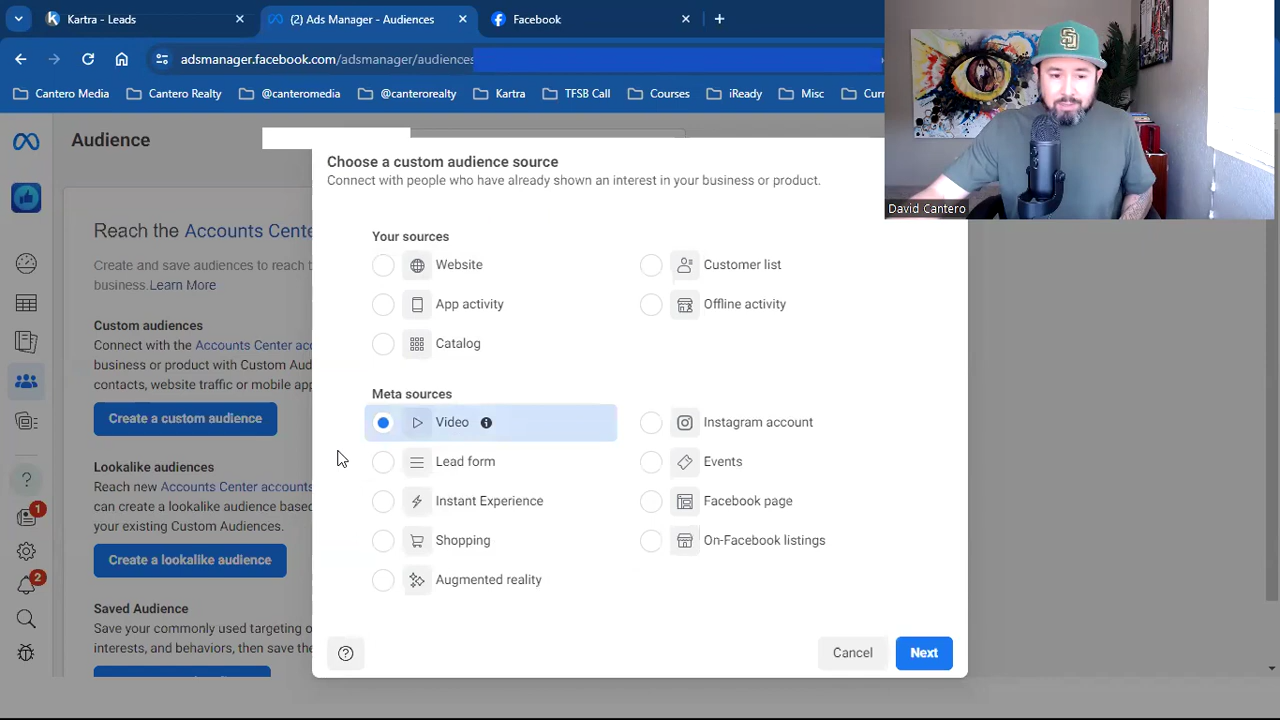 Kartra - Leads
(2) Ads Manager - Audiences
Facebook
adsmanager.facebook.com/adsmanager/audiences
Cantero Media
Cantero Realty
@canteromedia
@canterorealty
Kartra
TFSB Call
Courses
iReady
Misc
Curr
David Cantero
Audience
Reach the Accounts Cente
Create and save audiences to reach t
business.Learn More
Custom audiences
Connect with the Accounts Center acc
business or product with Custom Aud
contacts, website traffic or mobile app
Create a custom audience
Lookalike audiences
Reach new Accounts Center accounts
can create a lookalike audience based
your existing Custom Audiences.
Create a lookalike audience
Saved Audience
Save your commonly used targeting o
interests, and behaviors, then save the
1
2
Choose a custom audience source
Connect with people who have already shown an interest in your business or product.
Your sources
Website
Customer list
App activity
Offline activity
Catalog
Meta sources
Video
Instagram account
Lead form
Events
Instant Experience
Facebook page
Shopping
On-Facebook listings
Augmented reality
Cancel
Next